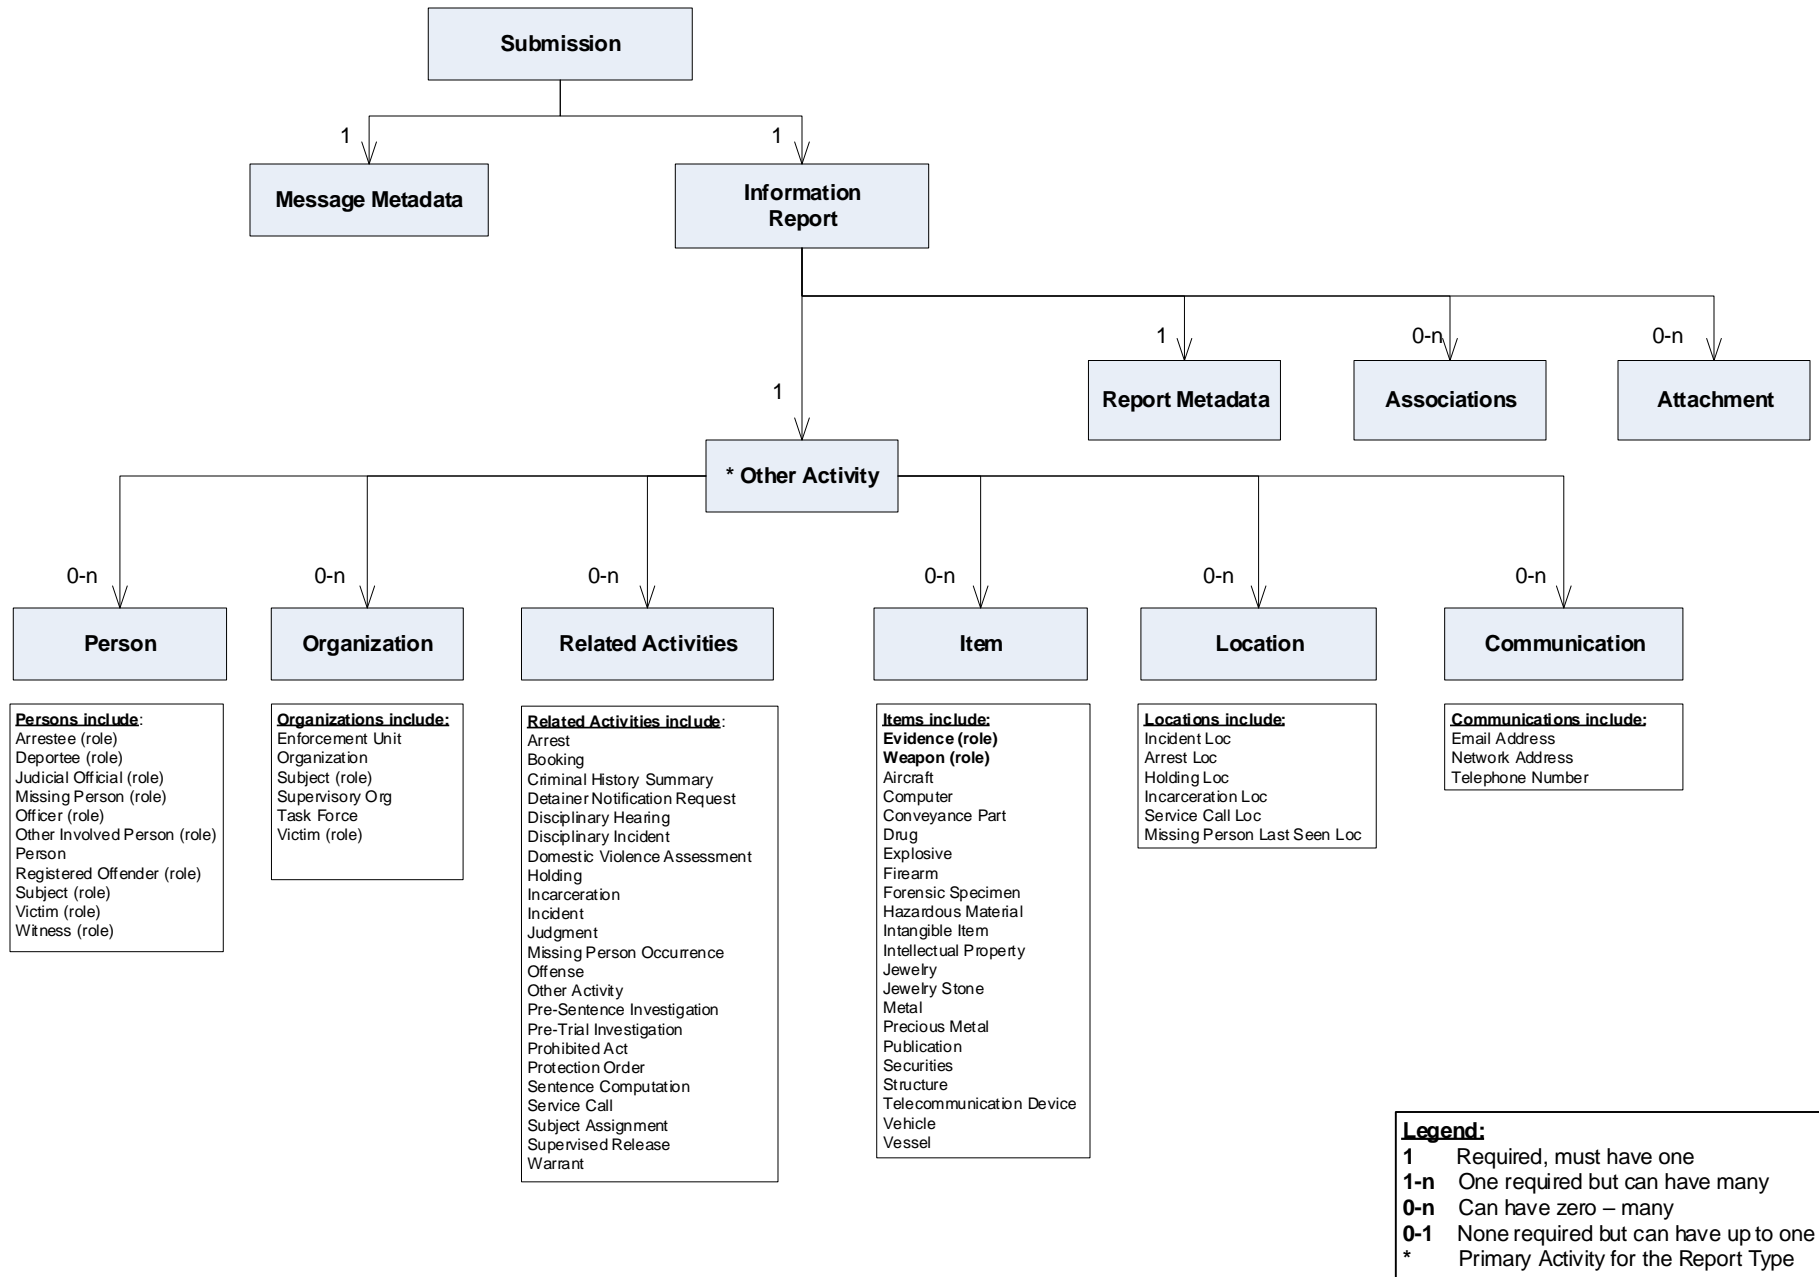 Submission
1
1
Message Metadata
Information
Report
1
0-n
0-n
1
Report Metadata
Associations
Attachment
* Other Activity
0-n
0-n
0-n
0-n
0-n
0-n
Person
Organization
Related Activities
Item
Location
Communication
Persons include:
Arrestee (role)
Deportee (role)
Judicial Official (role)
Missing Person (role)
Officer (role)
Other Involved Person (role)
Person
Registered Offender (role)
Subject (role)
Victim (role)
Witness (role)
Organizations include:
Enforcement Unit
Organization
Subject (role)
Supervisory Org
Task Force
Victim (role)
Related Activities include:
Arrest
Booking
Criminal History Summary
Detainer Notification Request
Disciplinary Hearing
Disciplinary Incident
Domestic Violence Assessment
Holding
Incarceration
Incident
Judgment
Missing Person Occurrence
Offense
Other Activity
Pre-Sentence Investigation
Pre-Trial Investigation
Prohibited Act
Protection Order
Sentence Computation
Service Call
Subject Assignment
Supervised Release
Warrant
Items include:
Evidence (role)
Weapon (role)
Aircraft
Computer
Conveyance Part
Drug
Explosive
Firearm
Forensic Specimen
Hazardous Material
Intangible Item
Intellectual Property
Jewelry
Jewelry Stone
Metal
Precious Metal
Publication
Securities
Structure
Telecommunication Device
Vehicle
Vessel
Locations include:
Incident Loc
Arrest Loc
Holding Loc
Incarceration Loc
Service Call Loc
Missing Person Last Seen Loc
Communications include:
Email Address
Network Address
Telephone Number
Legend:
1 Required, must have one
1-n One required but can have many
0-n Can have zero – many
0-1 None required but can have up to one
* Primary Activity for the Report Type